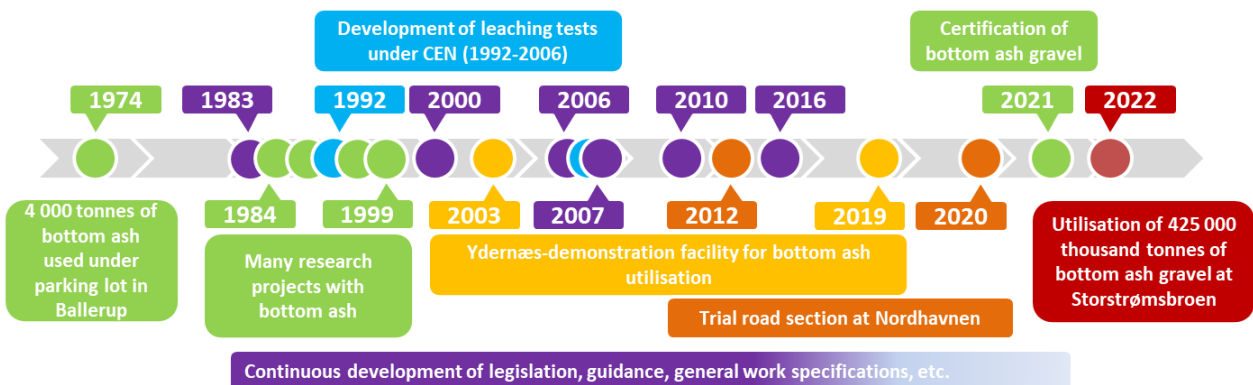 Development of leaching tests
under CEN (1992-2006)
Certification of
bottom ash gravel
1974
1983
1992
2000
2006
2010
2016
2021
2022
1984
1999
2003
2007
2012
2019
2020
4 000 tonnes of
bottom ash
used under
parking lot in
Ballerup
Many research
projects with
bottom ash
Ydernæs-demonstration facility for bottom ash
utilisation
Trial road section at Nordhavnen
Utilisation of 425 000
thousand tonnes of
bottom ash gravel at
Storstrømsbroen
Continuous development of legislation, guidance, general work specifications, etc.